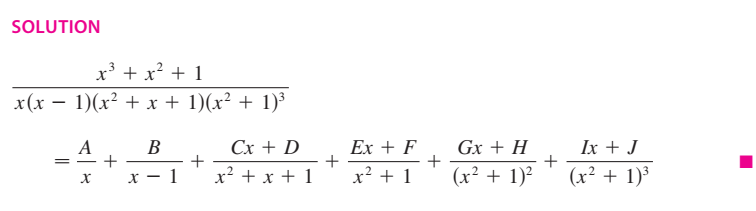 SOLUTION
x³ + x² + 1
x(x − 1)(x² + x + 1)(x² + 1)³
= A/x + B/(x − 1) + (Cx + D)/(x² + x + 1) + (Ex + F)/(x² + 1) + (Gx + H)/(x² + 1)² + (Ix + J)/(x² + 1)³